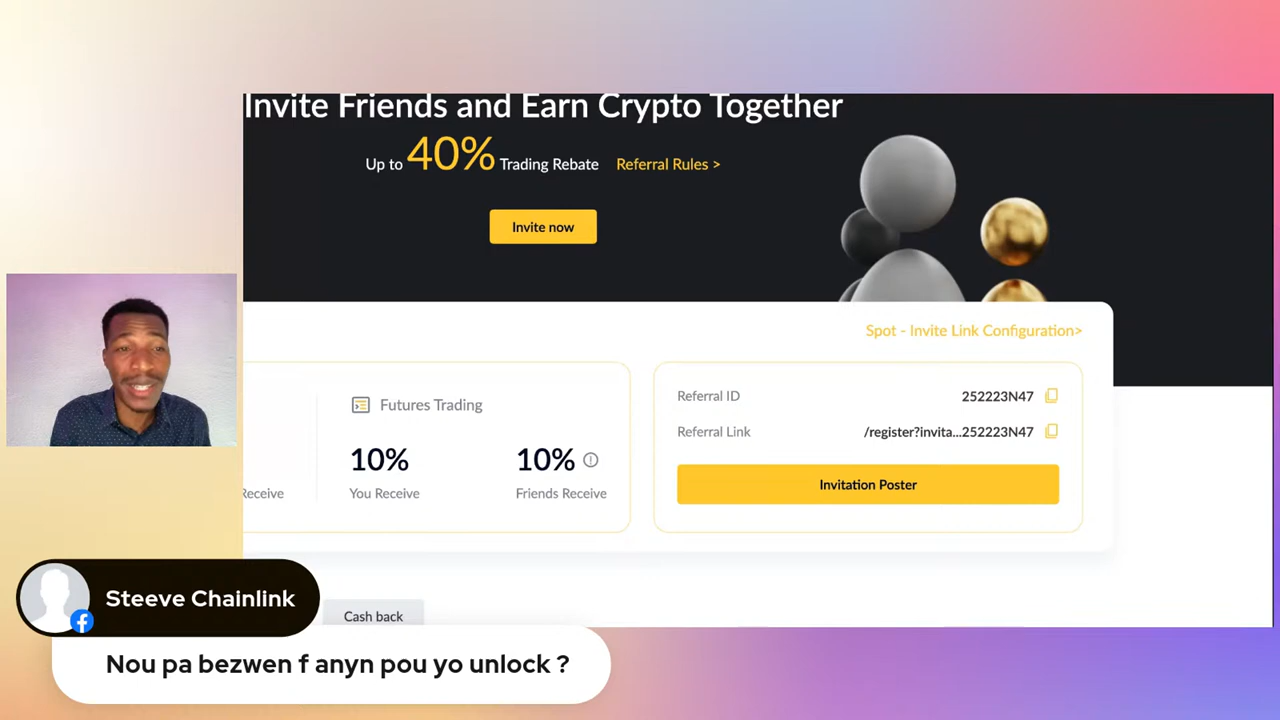 Invite Friends and Earn Crypto Together
Up to 40% Trading Rebate Referral Rules >
Invite now
Spot - Invite Link Configuration>
Futures Trading
10% 10%
Receive You Receive Friends Receive
Referral ID 252223N47
Referral Link /register?invita...252223N47
Invitation Poster
Cash back
Steeve Chainlink
Nou pa bezwen f anyn pou yo unlock ?